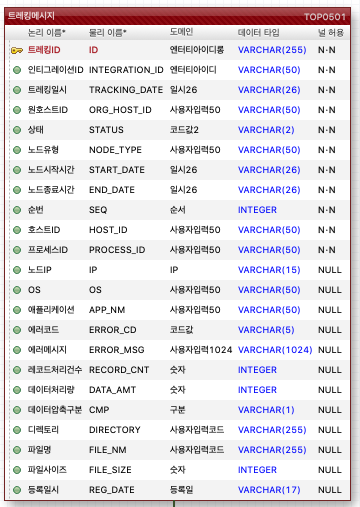 트레킹메시지 TOP0501
논리 이름* 물리 이름* 도메인 데이터 타입 널 허용
트레킹ID ID 엔터티아이디롱 VARCHAR(255) N·N
인티그레이션ID INTEGRATION_ID 엔터티아이디 VARCHAR(50) N·N
트레킹일시 TRACKING_DATE 일시26 VARCHAR(26) N·N
원호스트ID ORG_HOST_ID 사용자입력50 VARCHAR(50) N·N
상태 STATUS 코드값2 VARCHAR(2) N·N
노드유형 NODE_TYPE 사용자입력50 VARCHAR(50) N·N
노드시작시간 START_DATE 일시26 VARCHAR(26) N·N
노드종료시간 END_DATE 일시26 VARCHAR(26) N·N
순번 SEQ 순서 INTEGER N·N
호스트ID HOST_ID 사용자입력50 VARCHAR(50) N·N
프로세스ID PROCESS_ID 사용자입력50 VARCHAR(50) N·N
노드IP IP IP VARCHAR(15) NULL
OS OS 사용자입력50 VARCHAR(50) NULL
애플리케이션 APP_NM 사용자입력50 VARCHAR(50) NULL
에러코드 ERROR_CD 코드값 VARCHAR(5) NULL
에러메시지 ERROR_MSG 사용자입력1024 VARCHAR(1024) NULL
레코드처리건수 RECORD_CNT 숫자 INTEGER NULL
데이터처리량 DATA_AMT 숫자 INTEGER NULL
데이터압축구분 CMP 구분 VARCHAR(1) NULL
디렉토리 DIRECTORY 사용자입력코드 VARCHAR(255) NULL
파일명 FILE_NM 사용자입력코드 VARCHAR(255) NULL
파일사이즈 FILE_SIZE 숫자 INTEGER NULL
등록일시 REG_DATE 등록일 VARCHAR(17) NULL